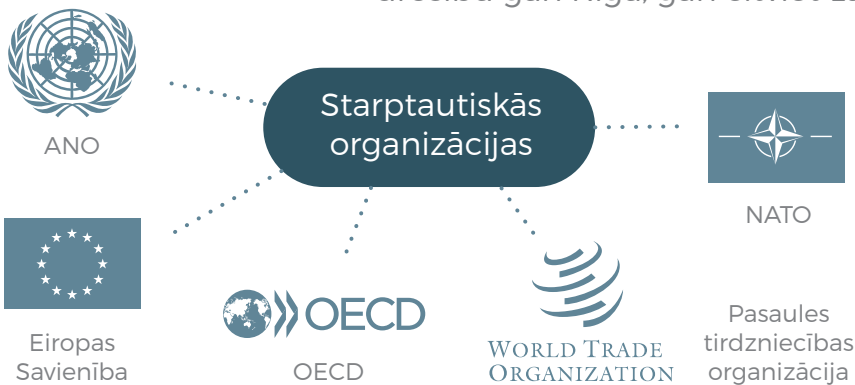 Starptautiskās
organizācijas
ANO
NATO
Eiropas
Savienība
OECD
OECD
WORLD TRADE
ORGANIZATION
Pasaules
tirdzniecības
organizācija